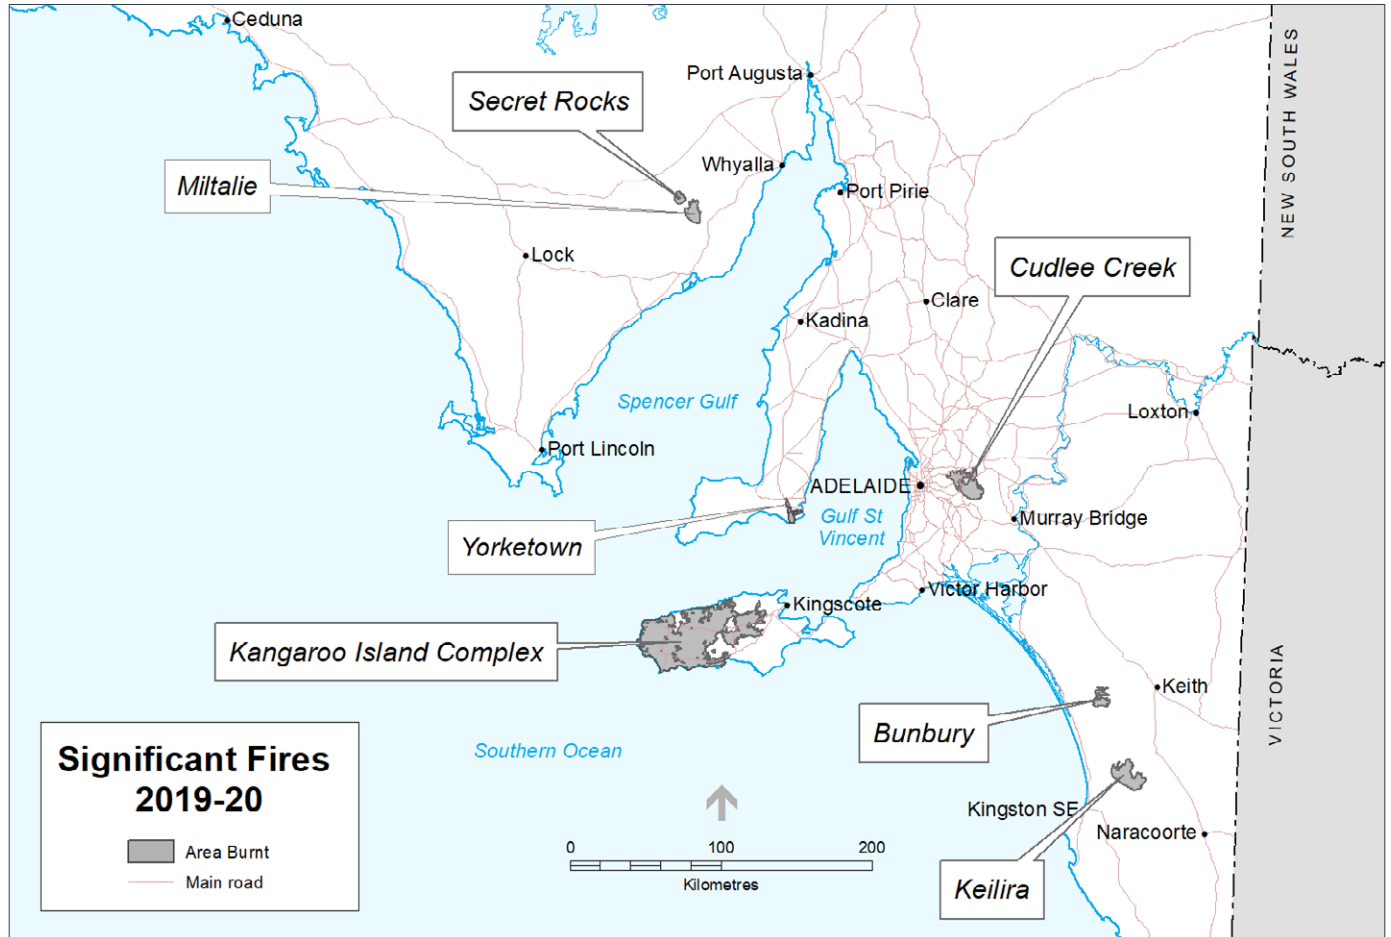 Ceduna
Port Augusta
Secret Rocks
NEW SOUTH WALES
Whyalla
Miltalie
Port Pirie
Lock
Cudlee Creek
Clare
Kadina
Spencer Gulf
Loxton
Port Lincoln
ADELAIDE
Gulf St
Vincent
Murray Bridge
Yorketown
Victor Harbor
Kingscote
Kangaroo Island Complex
Keith
VICTORIA
Bunbury
Southern Ocean
Significant Fires
2019-20
Kingston SE
Naracoorte
Area Burnt
Main road
0 100 200
Kilometres
Keilira